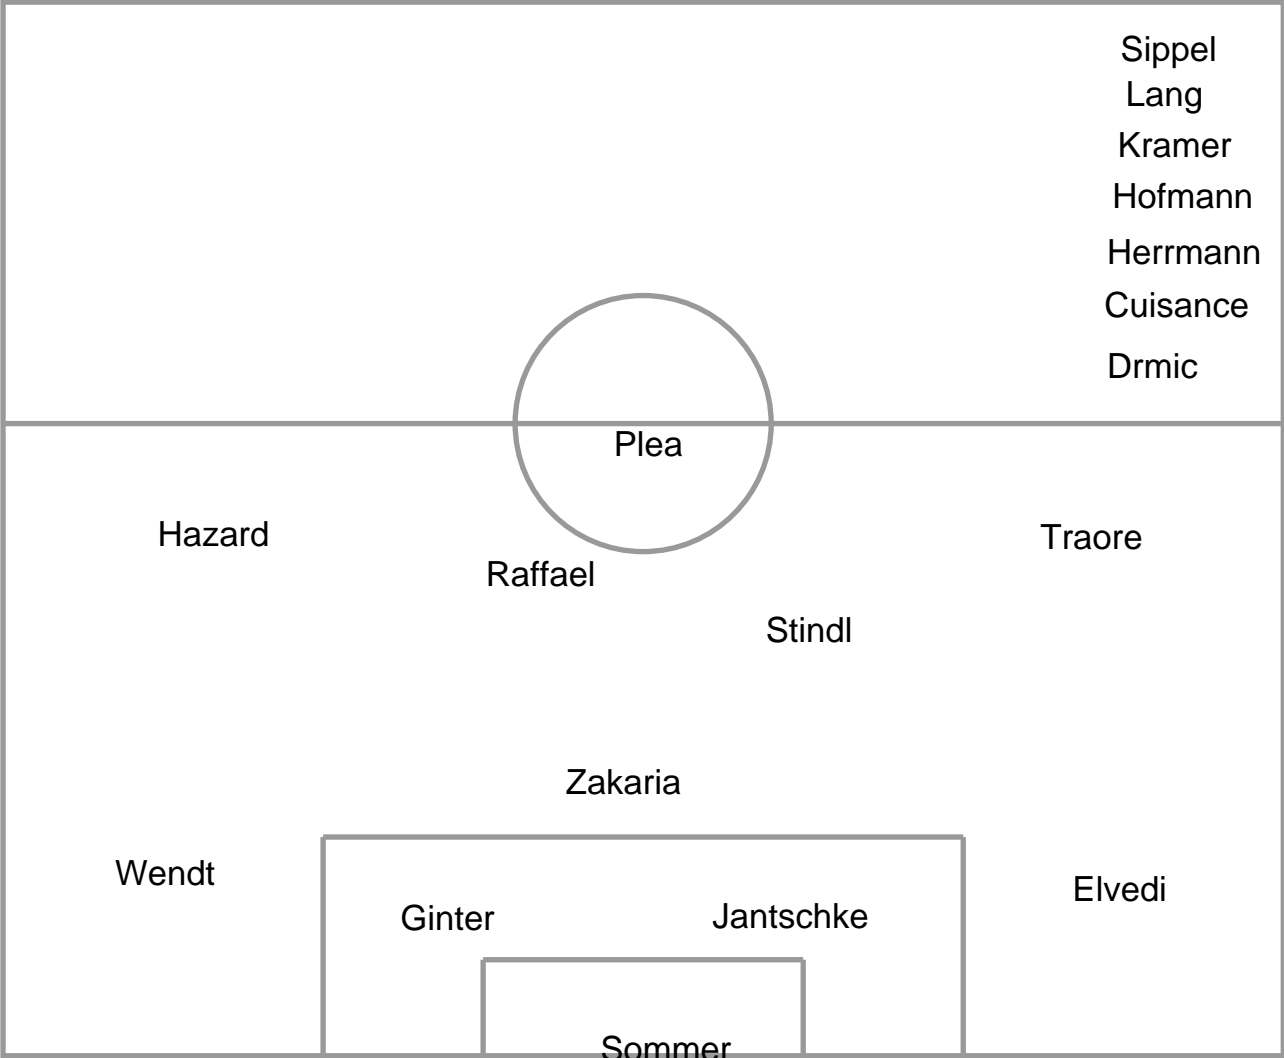 Sippel
Lang
Kramer
Hofmann
Herrmann
Cuisance
Drmic
Plea
Hazard
Traore
Raffael
Stindl
Zakaria
Wendt
Elvedi
Ginter
Jantschke
Sommer